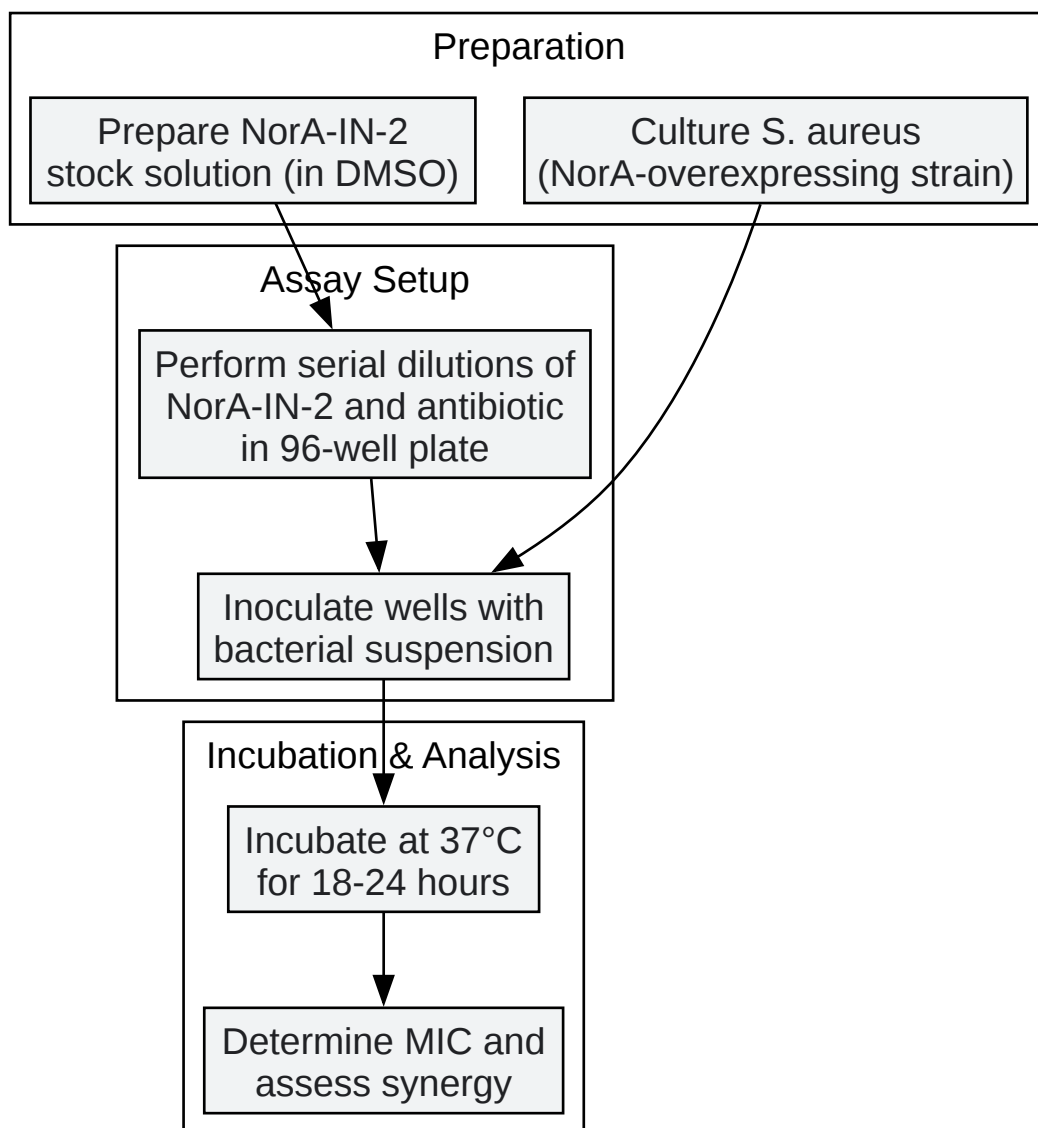 Preparation
Prepare NorA-IN-2
stock solution (in DMSO)
Culture S. aureus
(NorA-overexpressing strain)
Assay Setup
Perform serial dilutions of
NorA-IN-2 and antibiotic
in 96-well plate
Inoculate wells with
bacterial suspension
Incubation & Analysis
Incubate at 37°C
for 18-24 hours
Determine MIC and
assess synergy